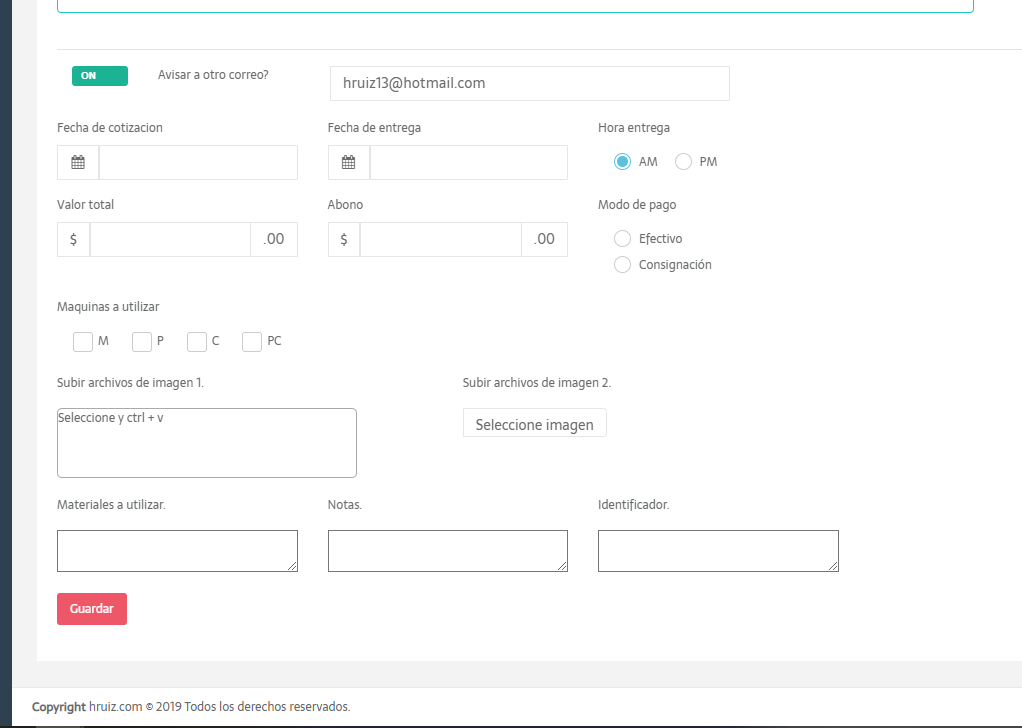 ON Avisar a otro correo? hruiz13@hotmail.com
Fecha de cotizacion Fecha de entrega Hora entrega
AM PM
Valor total Abono Modo de pago
$ .00 $ .00 Efectivo
Consignación
Maquinas a utilizar
M P C PC
Subir archivos de imagen 1. Subir archivos de imagen 2.
Seleccione y ctrl + v Seleccione imagen
Materiales a utilizar. Notas. Identificador.
Guardar
Copyright hruiz.com © 2019 Todos los derechos reservados.